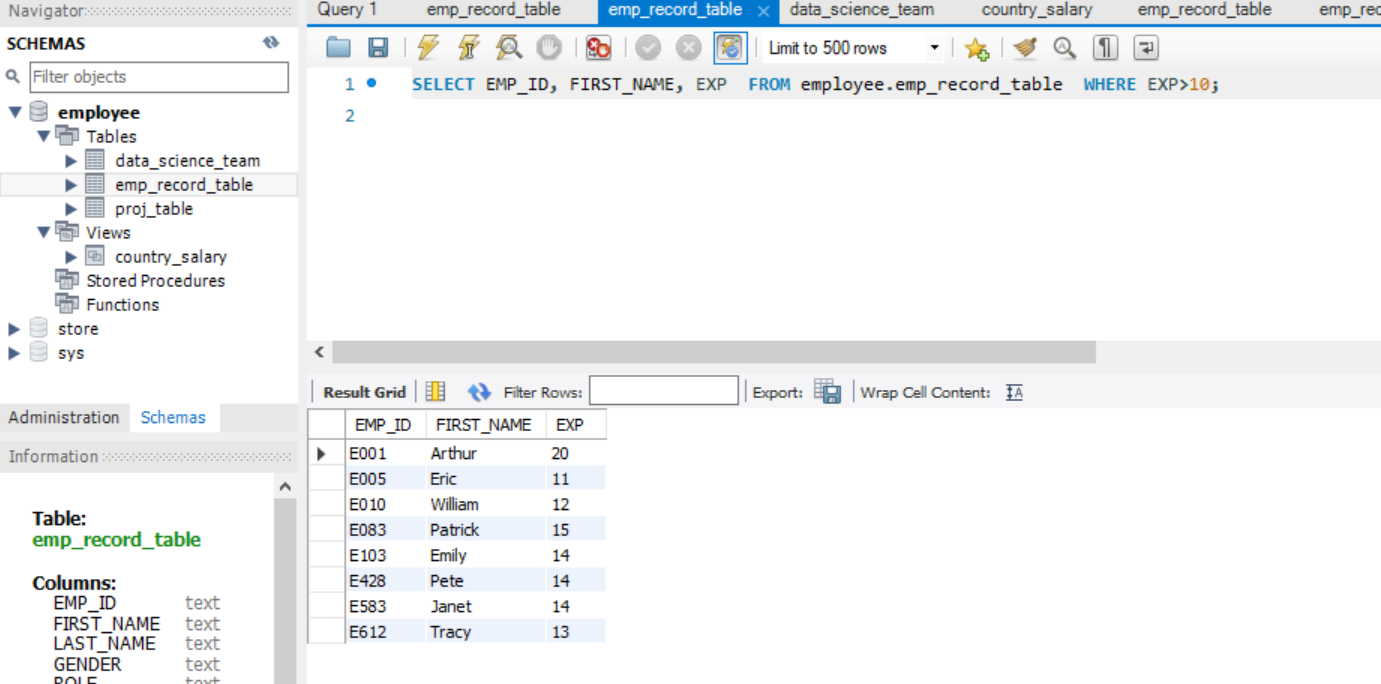 Navigator
SCHEMAS
Filter objects
employee
Tables
data_science_team
emp_record_table
proj_table
Views
country_salary
Stored Procedures
Functions
store
sys
Administration Schemas
Information
Table:
emp_record_table
Columns:
EMP_ID text
FIRST_NAME text
LAST_NAME text
GENDER text
ROLE text
Query 1 emp_record_table emp_record_table data_science_team country_salary emp_record_table emp_rec
Limit to 500 rows
1 SELECT EMP_ID, FIRST_NAME, EXP FROM employee.emp_record_table WHERE EXP>10;
2
Result Grid Filter Rows: Export: Wrap Cell Content:
EMP_ID FIRST_NAME EXP
E001 Arthur 20
E005 Eric 11
E010 William 12
E083 Patrick 15
E103 Emily 14
E428 Pete 14
E583 Janet 14
E612 Tracy 13